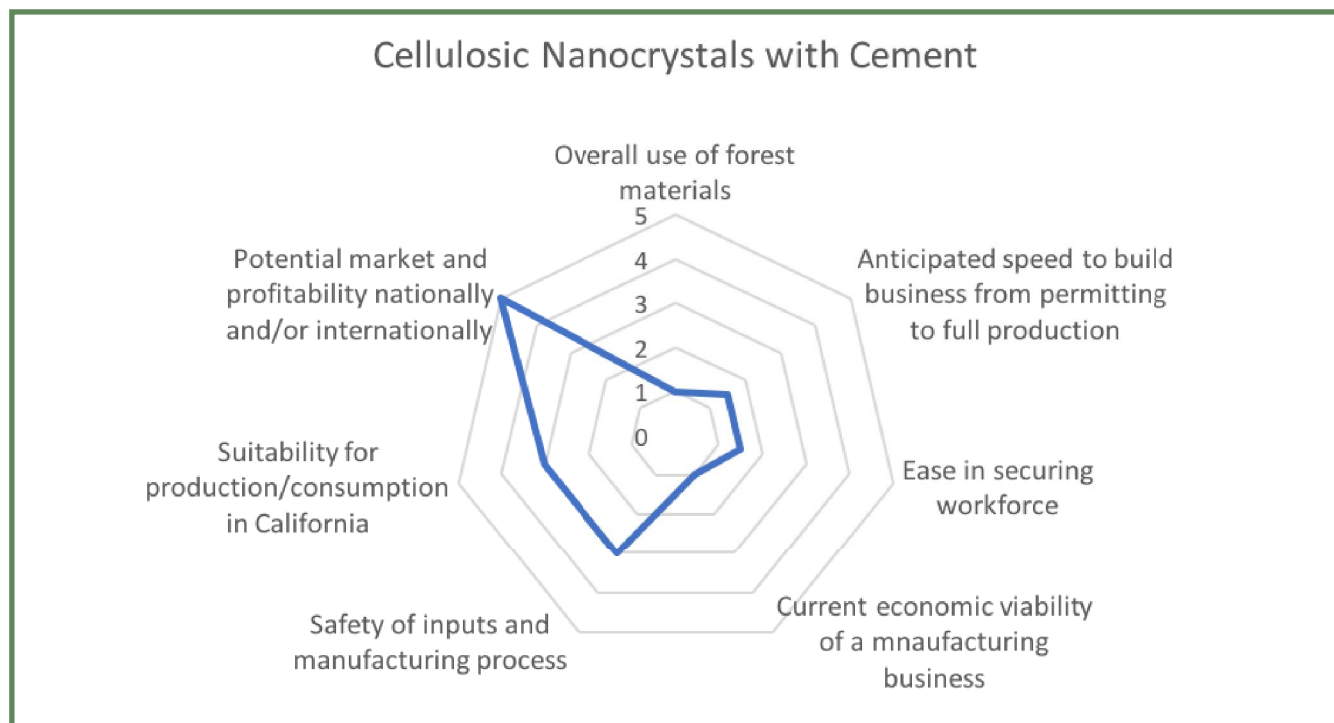 Cellulosic Nanocrystals with Cement
Overall use of forest
materials
5
4
3
2
1
0
Anticipated speed to build
business from permitting
to full production
Ease in securing
workforce
Current economic viability
of a mnaufacturing
business
Safety of inputs and
manufacturing process
Suitability for
production/consumption
in California
Potential market and
profitability nationally
and/or internationally